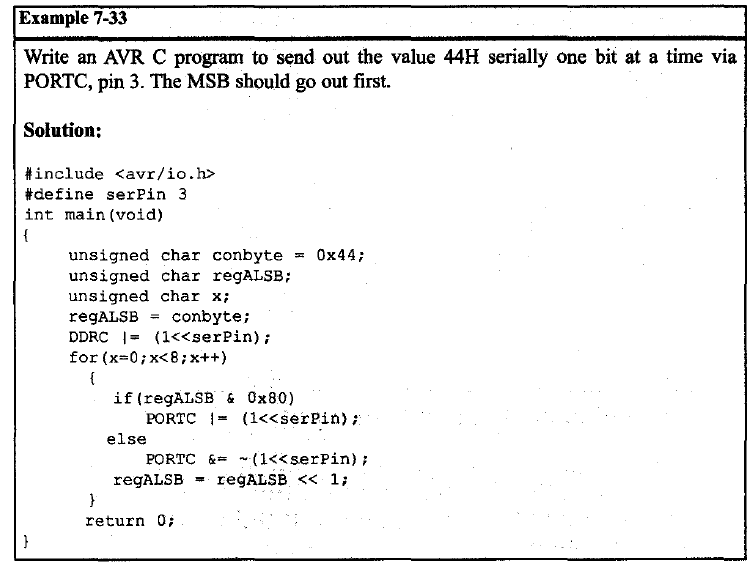 Example 7-33
Write an AVR C program to send out the value 44H serially one bit at a time via
PORTC, pin 3. The MSB should go out first.
Solution:
#include <avr/io.h>
#define serPin 3
int main(void)
{
unsigned char conbyte = 0x44;
unsigned char regALSB;
unsigned char x;
regALSB = conbyte;
DDRC |= (1<<serPin);
for(x=0;x<8;x++)
{
if(regALSB & 0x80)
PORTC |= (1<<serPin);
else
PORTC &= ~(1<<serPin);
regALSB = regALSB << 1;
}
return 0;
}